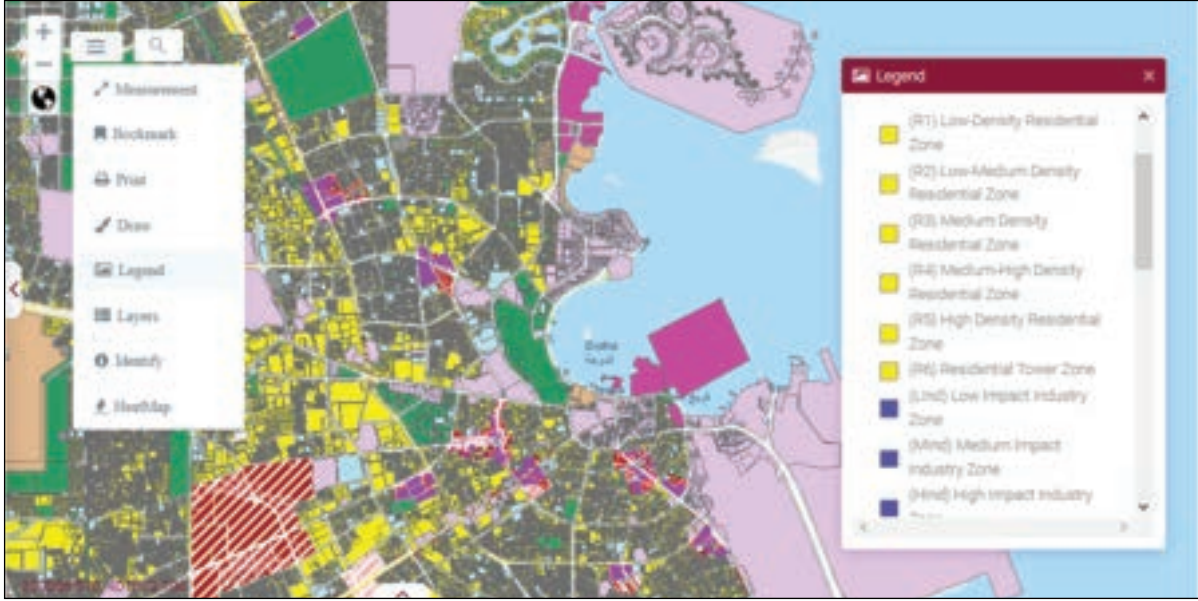 Measurement
Bookmark
Print
Draw
Legend
Layers
Identify
HeatMap
Doha
الدوحة
Legend
(R1) Low-Density Residential
Zone
(R2) Low-Medium Density
Residential Zone
(R3) Medium Density
Residential Zone
(R4) Medium-High Density
Residential Zone
(R5) High Density Residential
Zone
(R6) Residential Tower Zone
(LInd) Low Impact Industry
Zone
(MInd) Medium Impact
Industry Zone
(HInd) High Impact Industry
Zone